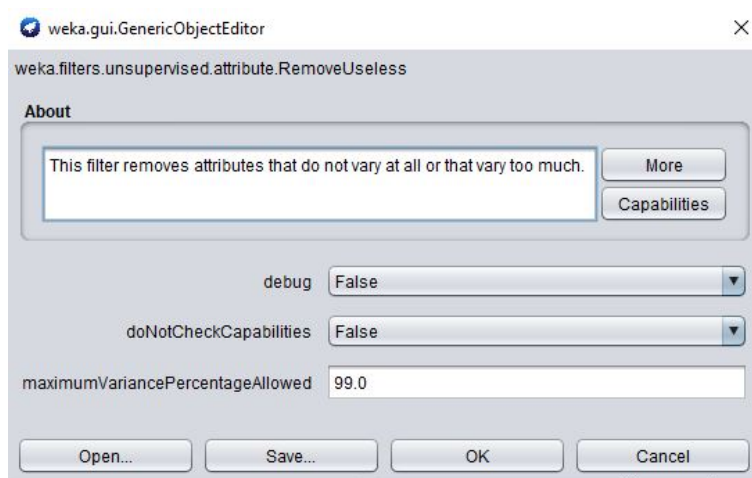 weka.gui.GenericObjectEditor
weka.filters.unsupervised.attribute.RemoveUseless
About
This filter removes attributes that do not vary at all or that vary too much.
More
Capabilities
debug False
doNotCheckCapabilities False
maximumVariancePercentageAllowed 99.0
Open... Save... OK Cancel